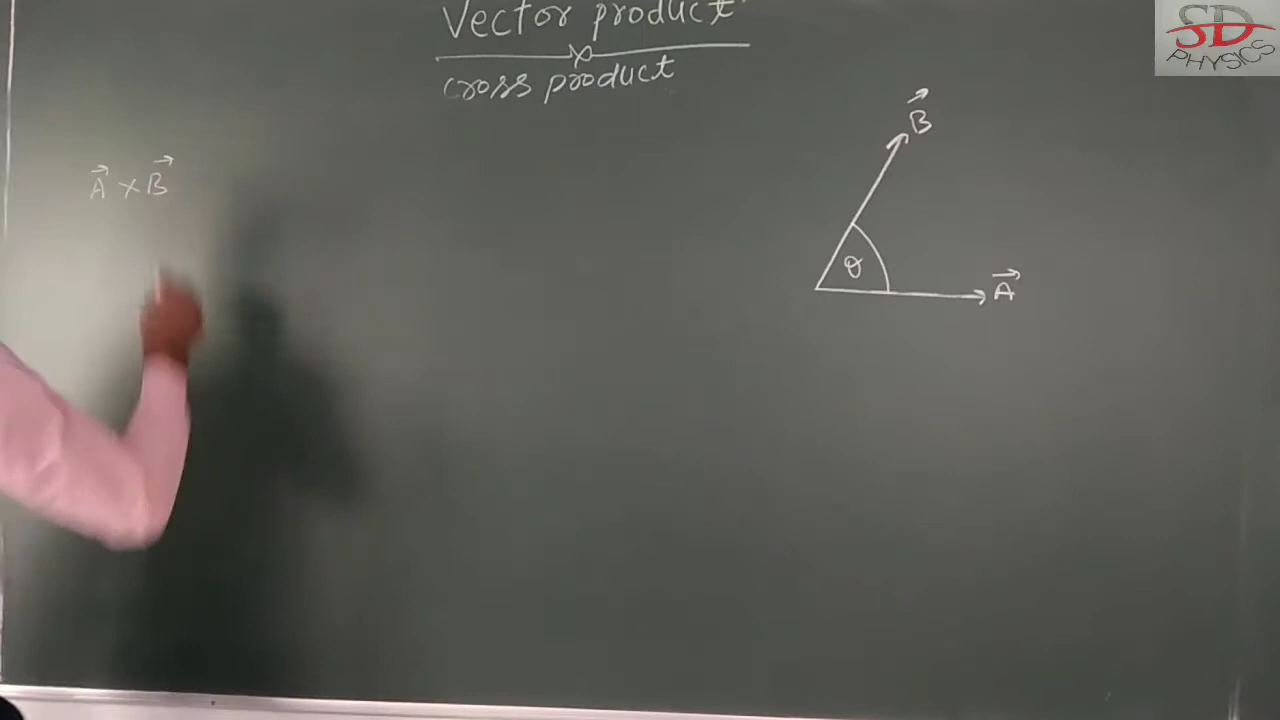 Vector product
cross product
SD
PHYSICS
A⃗ × B⃗
B⃗
θ
A⃗